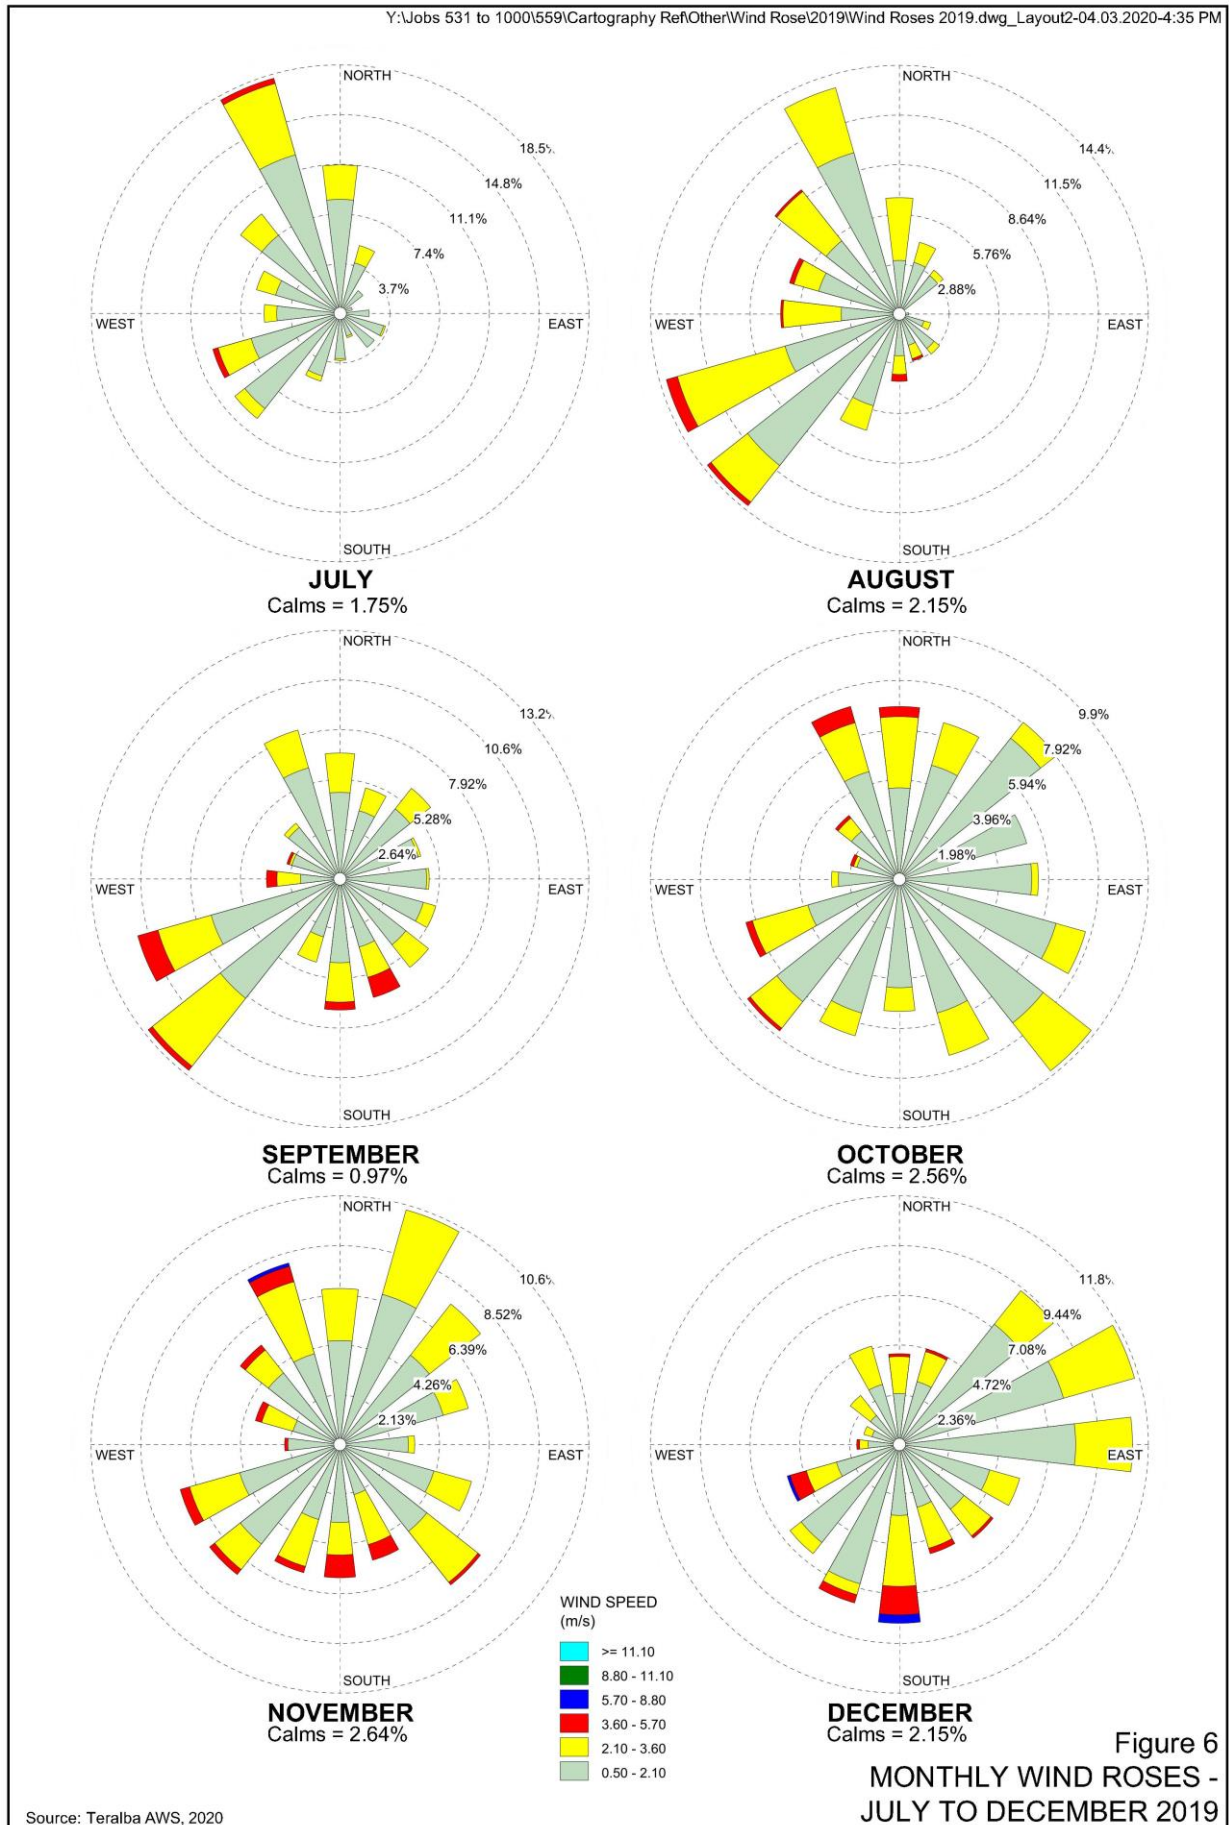 Y:\Jobs 531 to 1000\559\Cartography Ref\Other\Wind Rose\2019\Wind Roses 2019.dwg_Layout2-04.03.2020-4:35 PM
NORTH
18.5%
14.8%
11.1%
7.4%
3.7%
WEST
EAST
SOUTH
JULY
Calms = 1.75%
NORTH
14.4%
11.5%
8.64%
5.76%
2.88%
WEST
EAST
SOUTH
AUGUST
Calms = 2.15%
NORTH
13.2%
10.6%
7.92%
5.28%
2.64%
WEST
EAST
SOUTH
SEPTEMBER
Calms = 0.97%
NORTH
9.9%
7.92%
5.94%
3.96%
1.98%
WEST
EAST
SOUTH
OCTOBER
Calms = 2.56%
NORTH
10.6%
8.52%
6.39%
4.26%
2.13%
WEST
EAST
SOUTH
NOVEMBER
Calms = 2.64%
NORTH
11.8%
9.44%
7.08%
4.72%
2.36%
WEST
EAST
SOUTH
DECEMBER
Calms = 2.15%
WIND SPEED
(m/s)
>= 11.10
8.80 - 11.10
5.70 - 8.80
3.60 - 5.70
2.10 - 3.60
0.50 - 2.10
Figure 6
MONTHLY WIND ROSES -
JULY TO DECEMBER 2019
Source: Teralba AWS, 2020